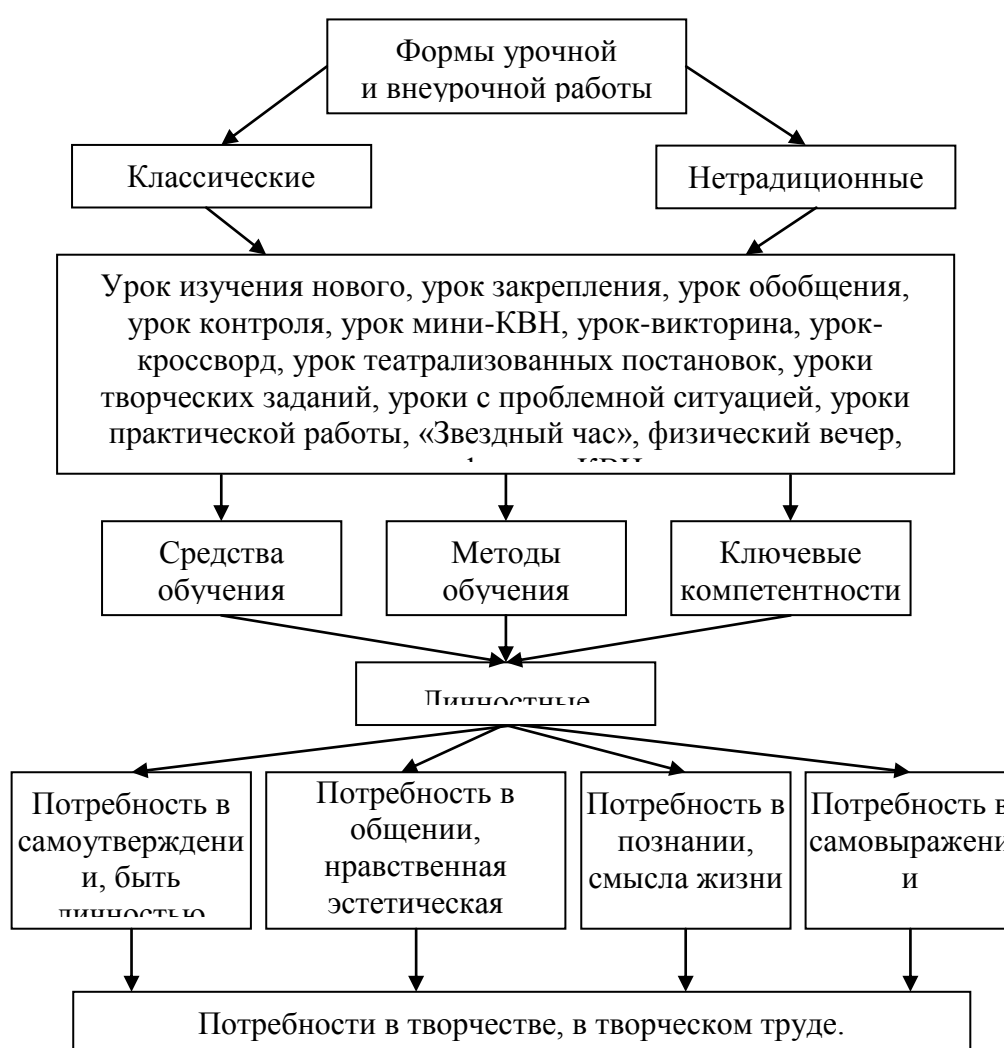 Формы урочной
и внеурочной работы
Классические
Нетрадиционные
Урок изучения нового, урок закрепления, урок обобщения,
урок контроля, урок мини-КВН, урок-викторина, урок-
кроссворд, урок театрализованных постановок, уроки
творческих заданий, уроки с проблемной ситуацией, уроки
практической работы, «Звездный час», физический вечер,
КВН
Средства
обучения
Методы
обучения
Ключевые
компетентности
Личностные
Потребность в
самоутверждени
и, быть
личностью
Потребность в
общении,
нравственная
эстетическая
Потребность в
познании,
смысла жизни
Потребность в
самовыражени
и
Потребности в творчестве, в творческом труде.